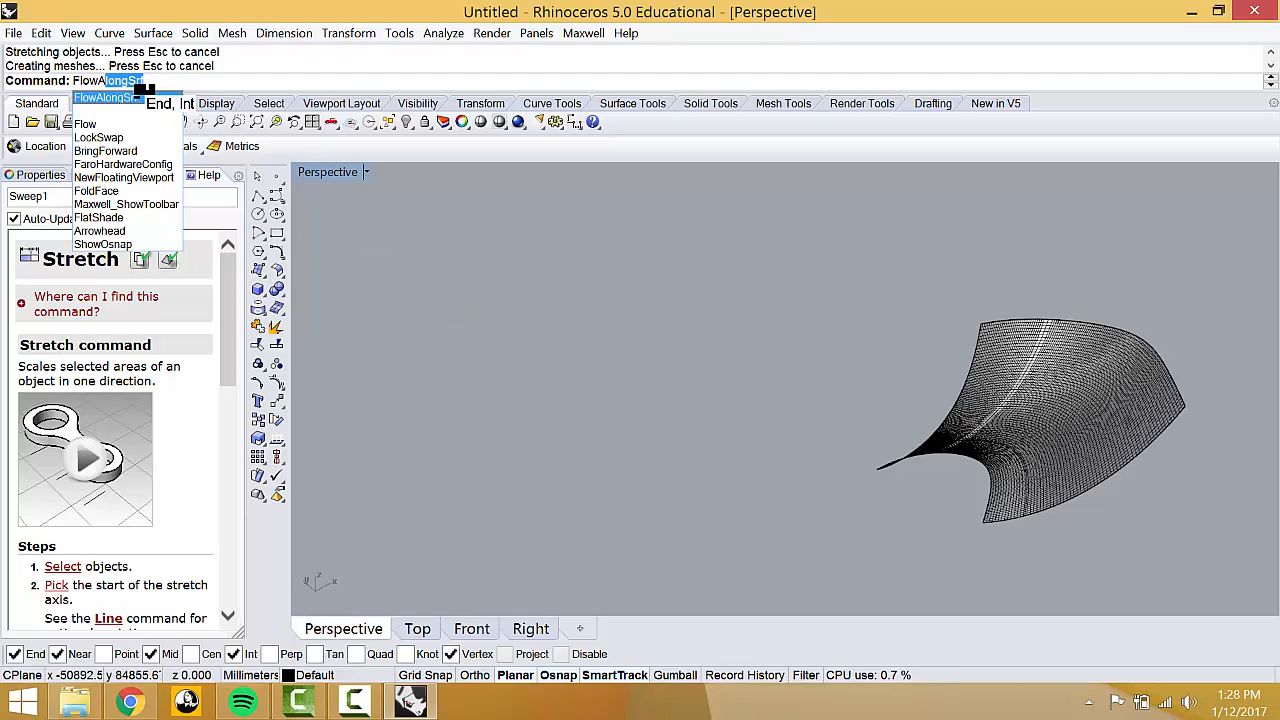 Untitled - Rhinoceros 5.0 Educational - [Perspective]
File Edit View Curve Surface Solid Mesh Dimension Transform Tools Analyze Render Panels Maxwell Help
Stretching objects... Press Esc to cancel
Creating meshes... Press Esc to cancel
Command: FlowAlongSrf
FlowAlongSrf
End, Int
Standard Display Select Viewport Layout Visibility Transform Curve Tools Surface Tools Solid Tools Mesh Tools Render Tools Drafting New in V5
Flow
LockSwap
BringForward
FaroHardwareConfig
NewFloatingViewport
FoldFace
Maxwell_ShowToolbar
FlatShade
Arrowhead
ShowOsnap
Location Metrics
Properties Help
Perspective
Sweep1
Stretch
Where can I find this
command?
Stretch command
Scales selected areas of an
object in one direction.
Steps
1. Select objects.
2. Pick the start of the stretch
axis.
See the Line command for
z
y x
Perspective Top Front Right
End Near Point Mid Cen Int Perp Tan Quad Knot Vertex Project Disable
CPlane x -50892.5 y 84855.6 z 0.000 Millimeters Default Grid Snap Ortho Planar Osnap SmartTrack Gumball Record History Filter CPU use: 0.7 %
1:28 PM
1/12/2017